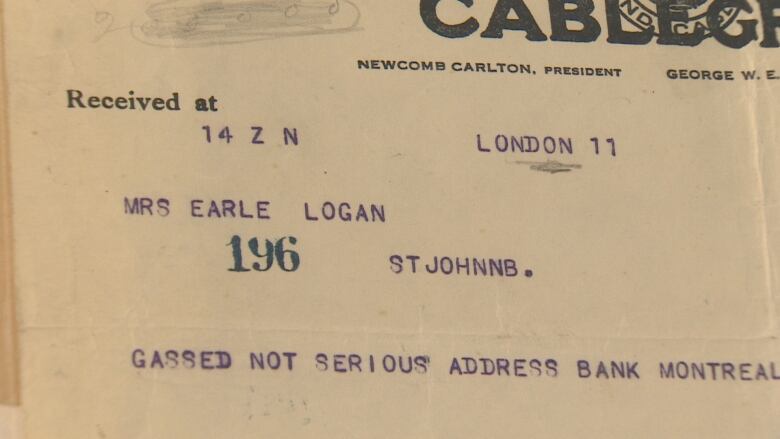 NEWCOMB CARLTON, PRESIDENT GEORGE W. E.
Received at
14 Z N LONDON 11
MRS EARLE LOGAN
196 STJOHNNB.
GASSED NOT SERIOUS ADDRESS BANK MONTREAL